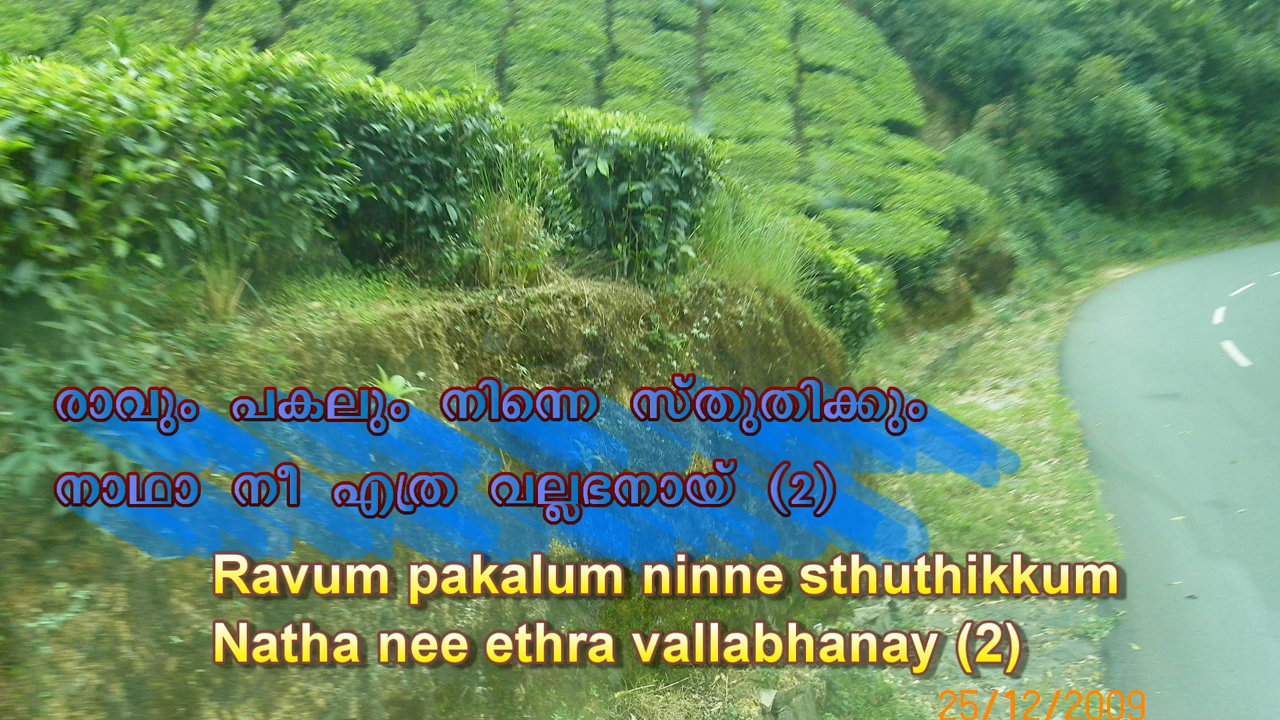 രാവും പകലും നിന്നെ സ്തുതിക്കും
നാഥാ നീ എത്ര വല്ലഭനായ് (2)
Ravum pakalum ninne sthuthikkum
Natha nee ethra vallabhanay (2)
25/12/2009